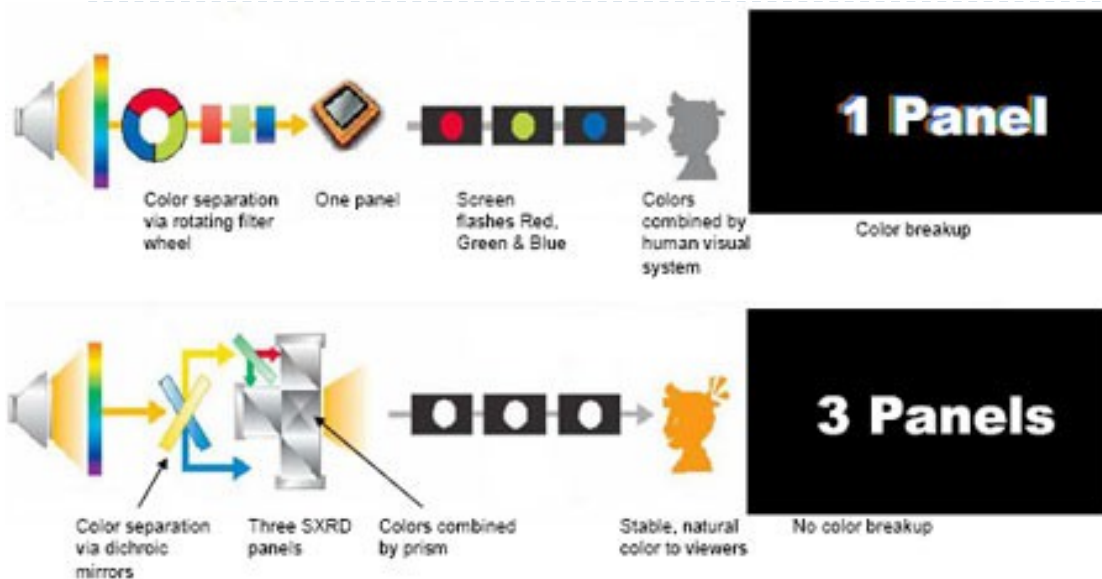 1 Panel
Color separation
via rotating filter
wheel
One panel
Screen
flashes Red,
Green & Blue
Colors
combined by
human visual
system
Color breakup
3 Panels
Color separation
via dichroic
mirrors
Three SXRD
panels
Colors combined
by prism
Stable, natural
color to viewers
No color breakup